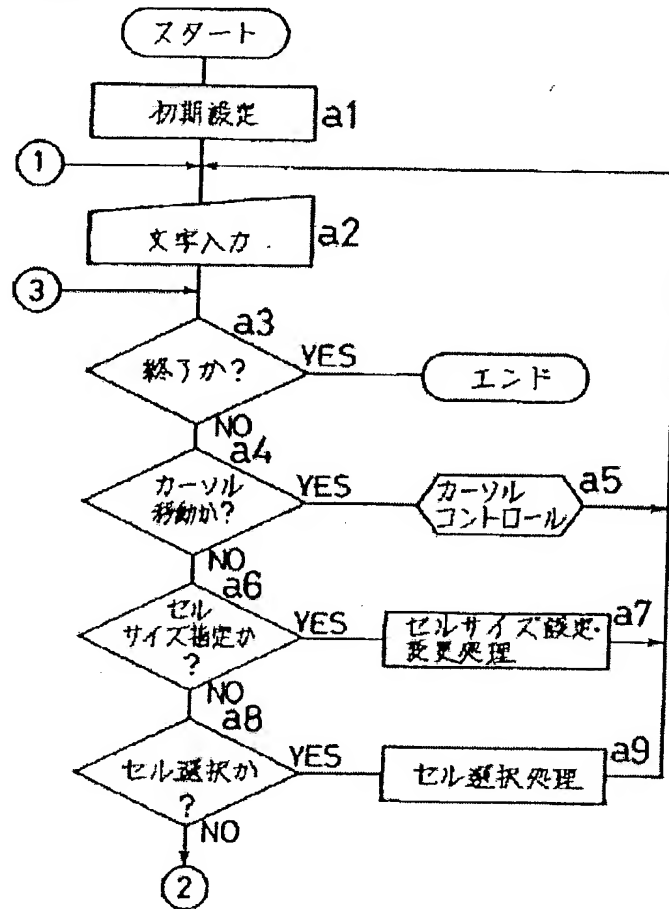 スタート
初期設定 a1
①
文字入力 a2
③
a3
終了か? YES エンド
NO
a4
カーソル
移動か? YES
カーソル
コントロール a5
NO
a6
セル
サイズ指定か
? YES
セルサイズ設定・
変更処理 a7
NO
a8
セル選択か
? YES
セル選択処理 a9
NO
②